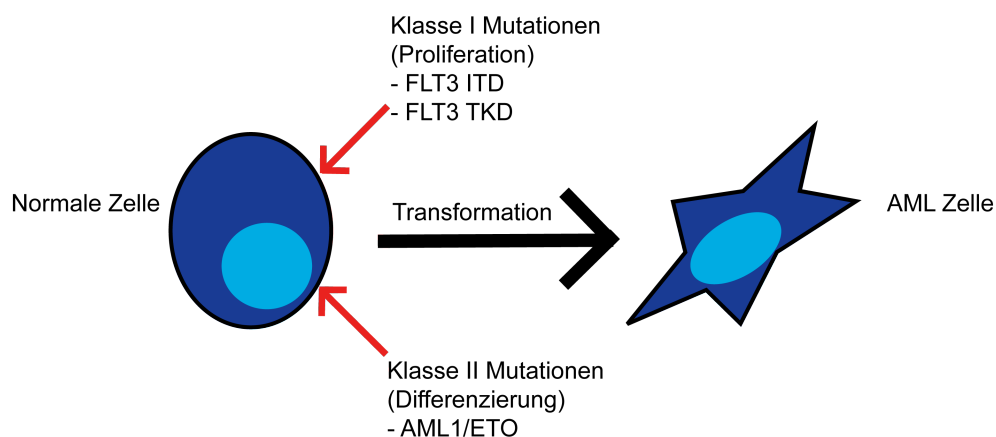 Klasse I Mutationen
(Proliferation)
- FLT3 ITD
- FLT3 TKD
Normale Zelle
Transformation
AML Zelle
Klasse II Mutationen
(Differenzierung)
- AML1/ETO